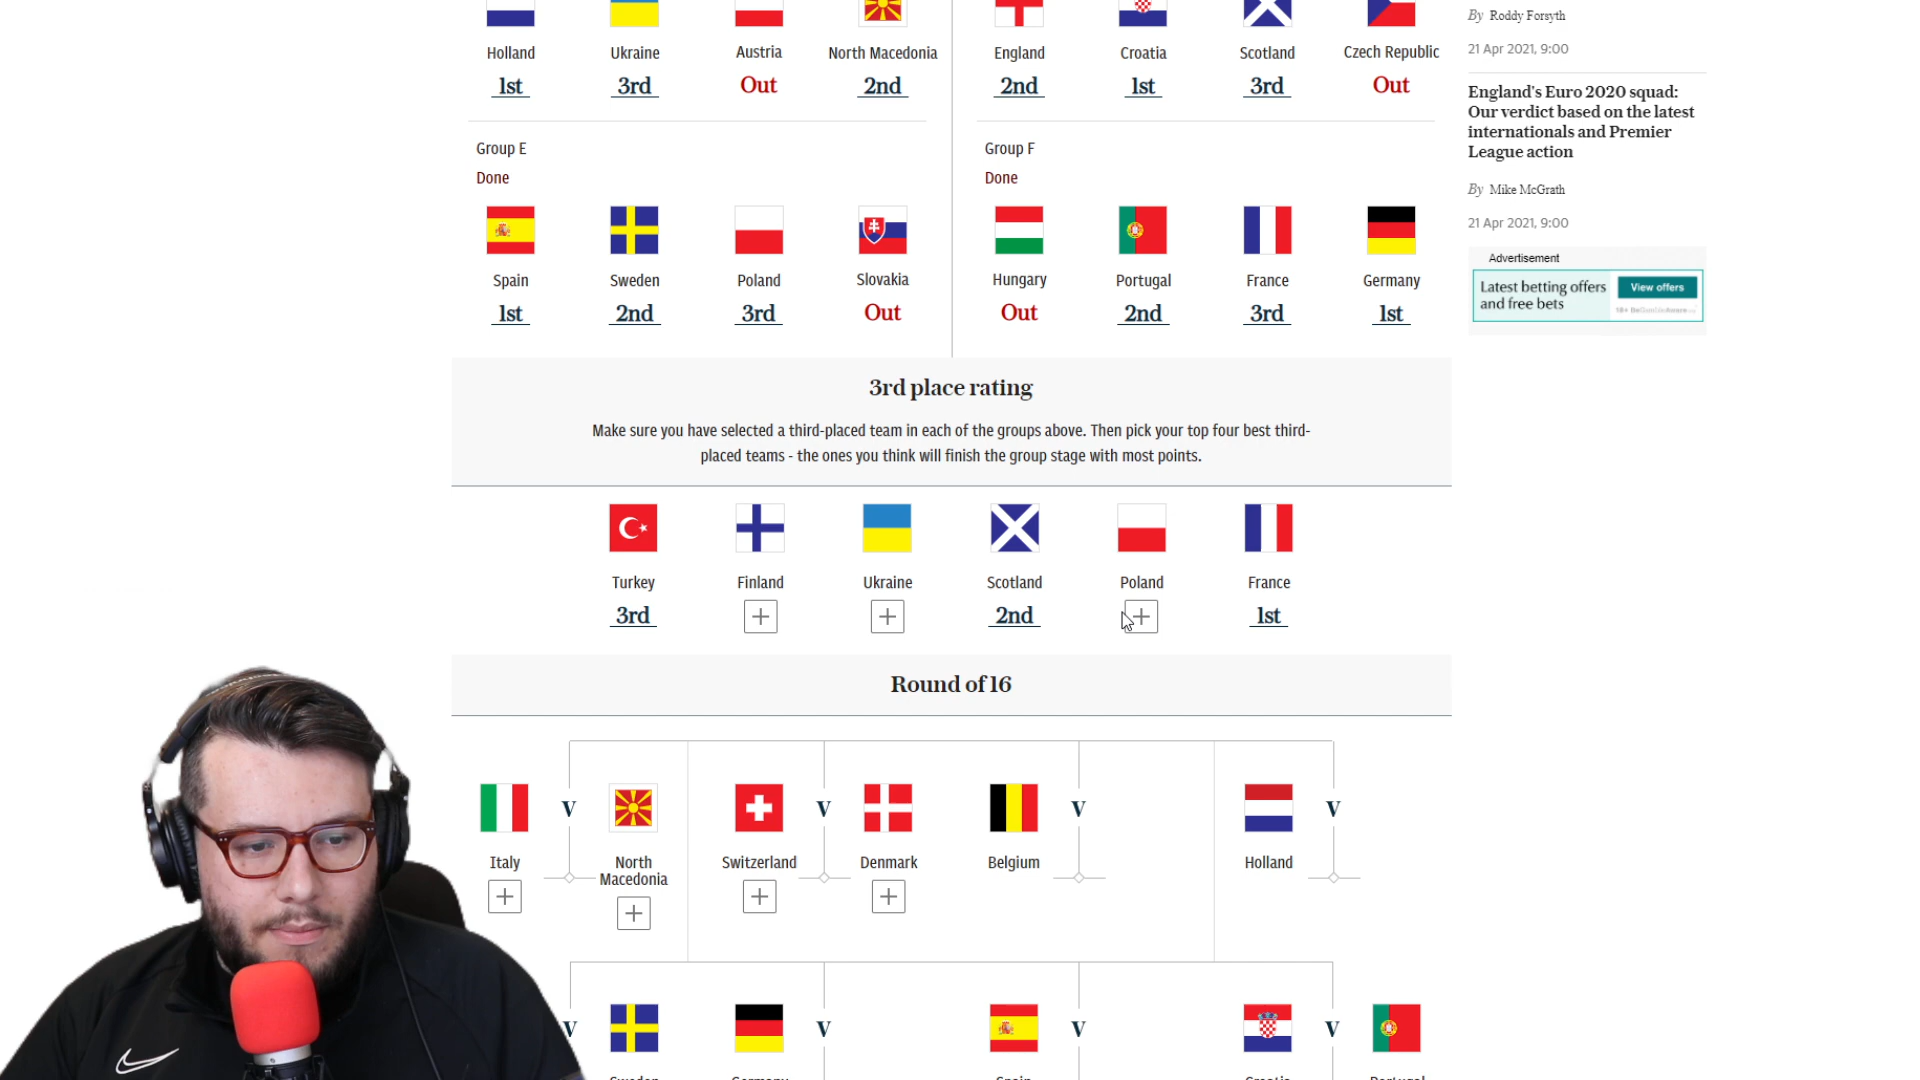 By Roddy Forsyth
21 Apr 2021, 9:00
Holland Ukraine Austria North Macedonia England Croatia Scotland Czech Republic
1st 3rd Out 2nd 2nd 1st 3rd Out
England's Euro 2020 squad:
Our verdict based on the latest
internationals and Premier
League action
By Mike McGrath
21 Apr 2021, 9:00
Group E Group F
Done Done
Spain Sweden Poland Slovakia Hungary Portugal France Germany
1st 2nd 3rd Out Out 2nd 3rd 1st
Advertisement
Latest betting offers
and free bets
View offers
3rd place rating
Make sure you have selected a third-placed team in each of the groups above. Then pick your top four best third-
placed teams - the ones you think will finish the group stage with most points.
Turkey Finland Ukraine Scotland Poland France
3rd + + 2nd + 1st
Round of 16
V V V V
Italy North Macedonia Switzerland Denmark Belgium Holland
+ + + +
V V V V
Sweden Germany Spain Croatia Portugal